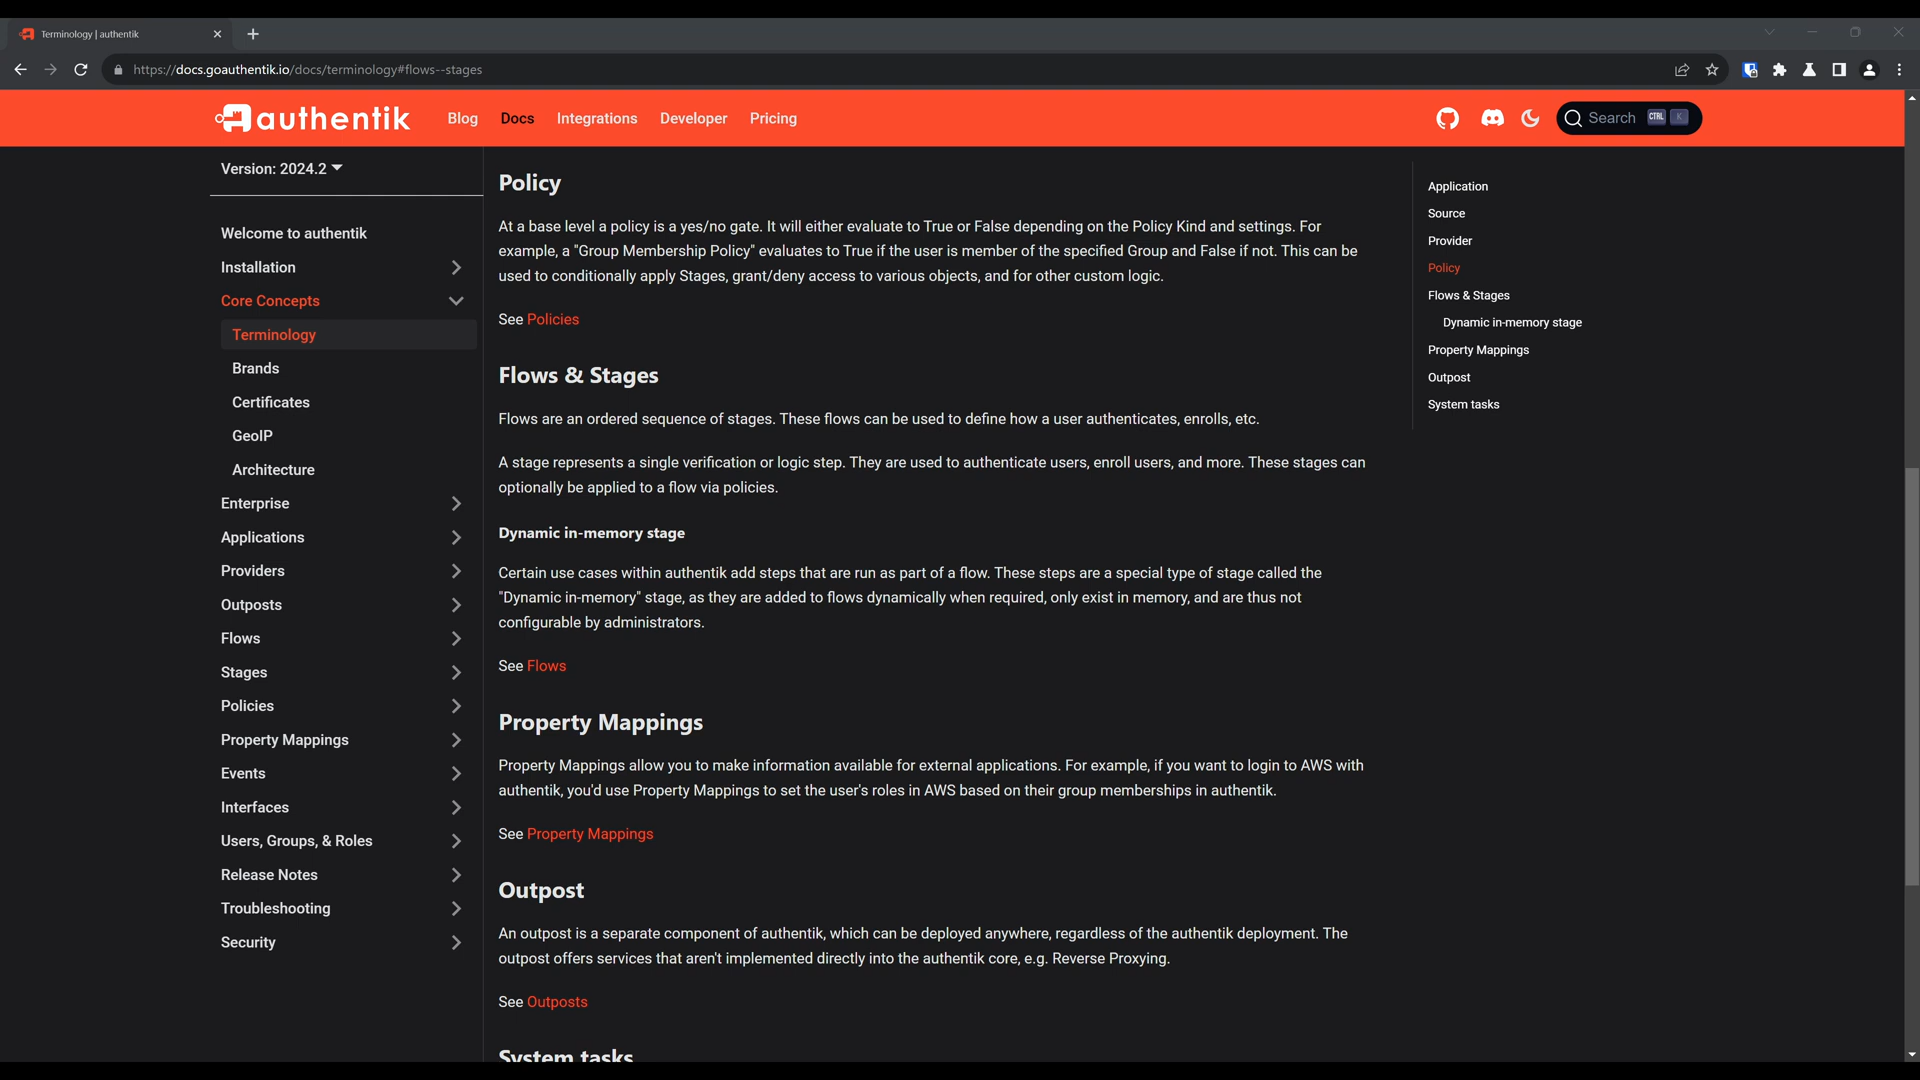 Terminology | authentik
https://docs.goauthentik.io/docs/terminology#flows--stages
authentik
Blog
Docs
Integrations
Developer
Pricing
Search
CTRL
K
Version: 2024.2
Welcome to authentik
Installation
Core Concepts
Terminology
Brands
Certificates
GeoIP
Architecture
Enterprise
Applications
Providers
Outposts
Flows
Stages
Policies
Property Mappings
Events
Interfaces
Users, Groups, & Roles
Release Notes
Troubleshooting
Security
Policy
At a base level a policy is a yes/no gate. It will either evaluate to True or False depending on the Policy Kind and settings. For
example, a "Group Membership Policy" evaluates to True if the user is member of the specified Group and False if not. This can be
used to conditionally apply Stages, grant/deny access to various objects, and for other custom logic.
See Policies
Flows & Stages
Flows are an ordered sequence of stages. These flows can be used to define how a user authenticates, enrolls, etc.
A stage represents a single verification or logic step. They are used to authenticate users, enroll users, and more. These stages can
optionally be applied to a flow via policies.
Dynamic in-memory stage
Certain use cases within authentik add steps that are run as part of a flow. These steps are a special type of stage called the
"Dynamic in-memory" stage, as they are added to flows dynamically when required, only exist in memory, and are thus not
configurable by administrators.
See Flows
Property Mappings
Property Mappings allow you to make information available for external applications. For example, if you want to login to AWS with
authentik, you'd use Property Mappings to set the user's roles in AWS based on their group memberships in authentik.
See Property Mappings
Outpost
An outpost is a separate component of authentik, which can be deployed anywhere, regardless of the authentik deployment. The
outpost offers services that aren't implemented directly into the authentik core, e.g. Reverse Proxying.
See Outposts
System tasks
Application
Source
Provider
Policy
Flows & Stages
Dynamic in-memory stage
Property Mappings
Outpost
System tasks